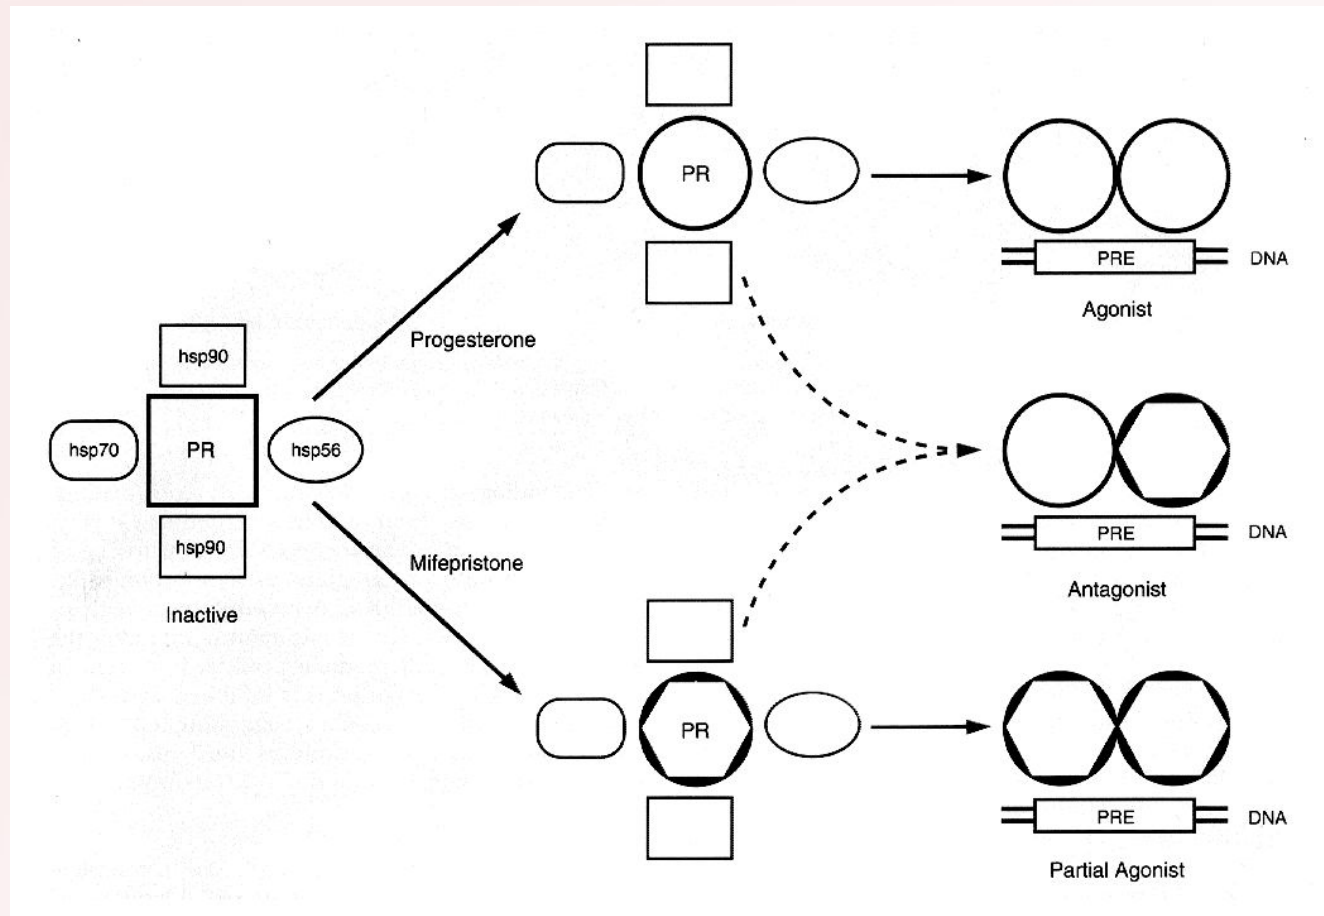 PR
PRE
DNA
Agonist
Progesterone
hsp90
hsp70
PR
hsp56
hsp90
Inactive
PRE
DNA
Antagonist
Mifepristone
PR
PRE
DNA
Partial Agonist